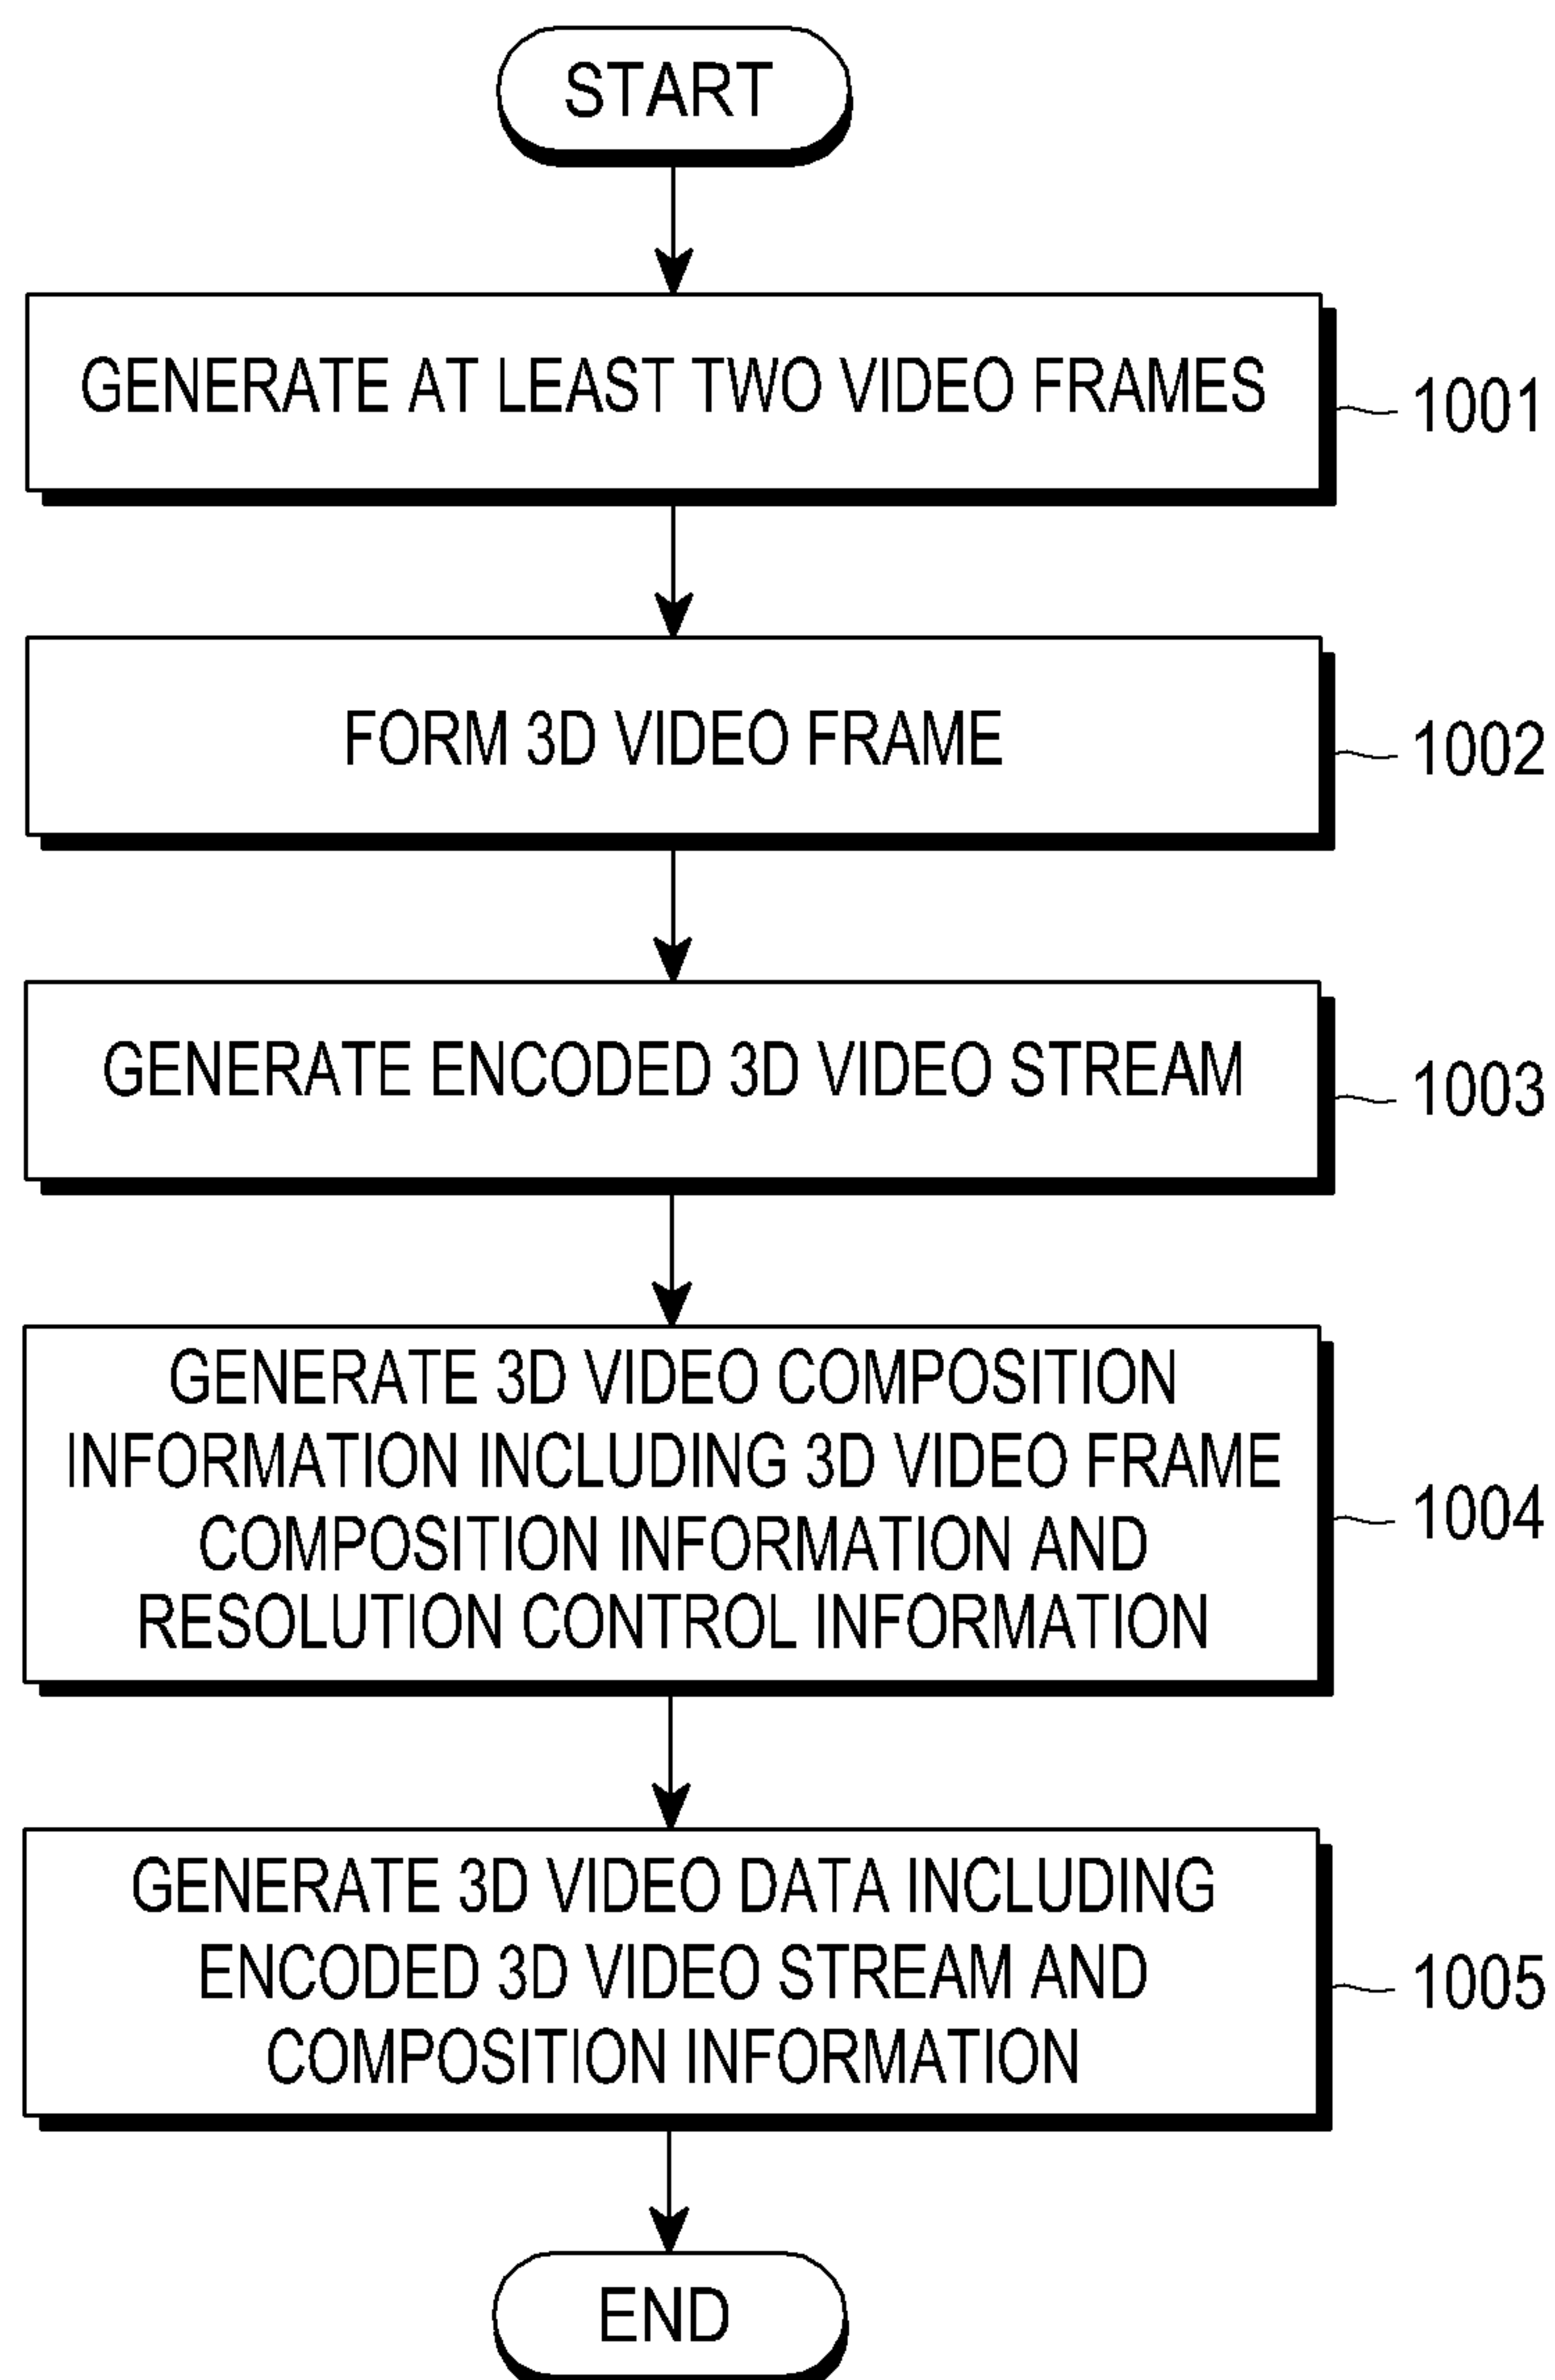 START
GENERATE AT LEAST TWO VIDEO FRAMES
1001
FORM 3D VIDEO FRAME
1002
GENERATE ENCODED 3D VIDEO STREAM
1003
GENERATE 3D VIDEO COMPOSITION
INFORMATION INCLUDING 3D VIDEO FRAME
COMPOSITION INFORMATION AND
RESOLUTION CONTROL INFORMATION
1004
GENERATE 3D VIDEO DATA INCLUDING
ENCODED 3D VIDEO STREAM AND
COMPOSITION INFORMATION
1005
END